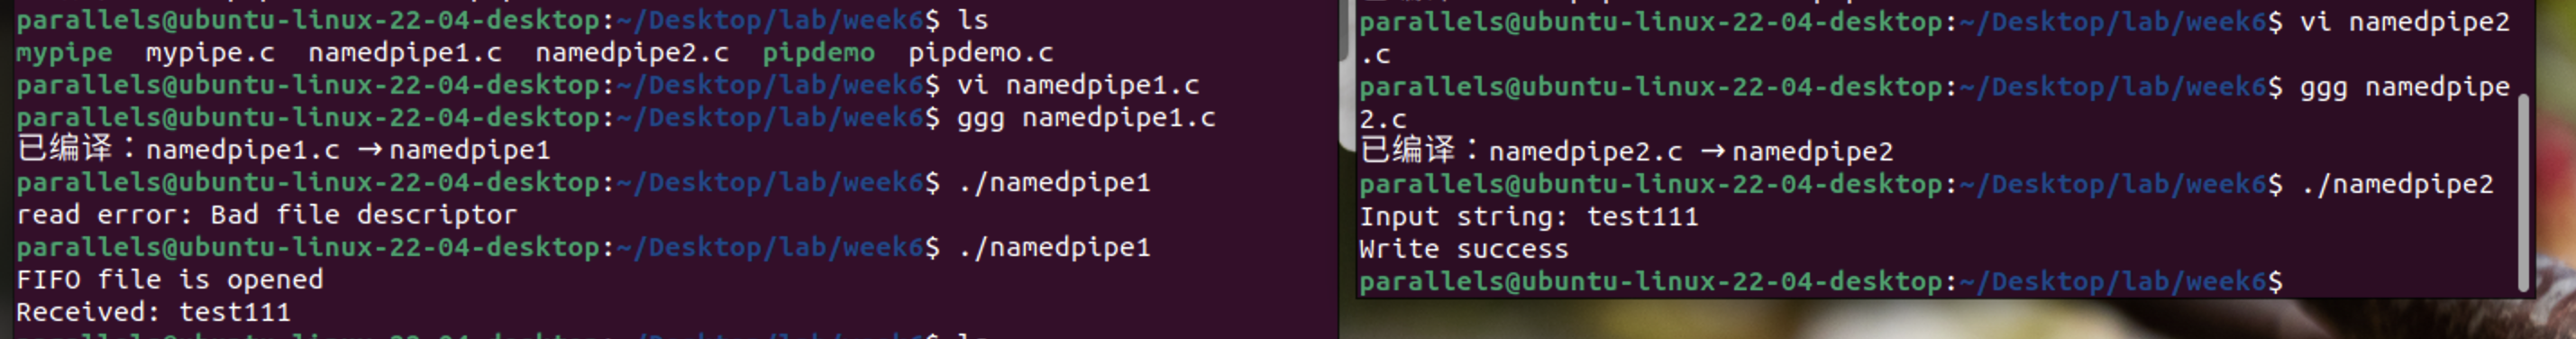 parallels@ubuntu-linux-22-04-desktop:~/Desktop/lab/week6$ ls
mypipe  mypipe.c  namedpipe1.c  namedpipe2.c  pipdemo  pipdemo.c
parallels@ubuntu-linux-22-04-desktop:~/Desktop/lab/week6$ vi namedpipe1.c
parallels@ubuntu-linux-22-04-desktop:~/Desktop/lab/week6$ ggg namedpipe1.c
已编译：namedpipe1.c →namedpipe1
parallels@ubuntu-linux-22-04-desktop:~/Desktop/lab/week6$ ./namedpipe1
read error: Bad file descriptor
parallels@ubuntu-linux-22-04-desktop:~/Desktop/lab/week6$ ./namedpipe1
FIFO file is opened
Received: test111
parallels@ubuntu-linux-22-04-desktop:~/Desktop/lab/week6$ vi namedpipe2
.c
parallels@ubuntu-linux-22-04-desktop:~/Desktop/lab/week6$ ggg namedpipe
2.c
已编译：namedpipe2.c →namedpipe2
parallels@ubuntu-linux-22-04-desktop:~/Desktop/lab/week6$ ./namedpipe2
Input string: test111
Write success
parallels@ubuntu-linux-22-04-desktop:~/Desktop/lab/week6$